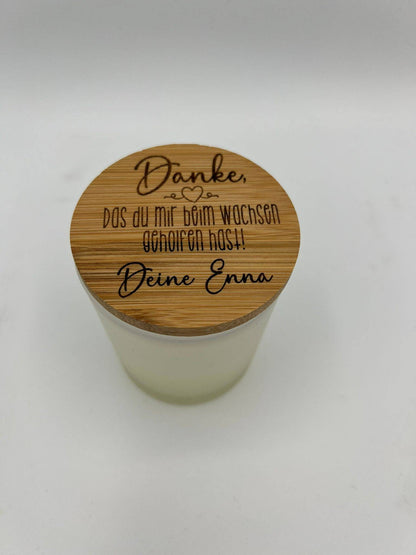 Danke,
Das du mir beim wachsen
geholfen hast!
Deine Enna